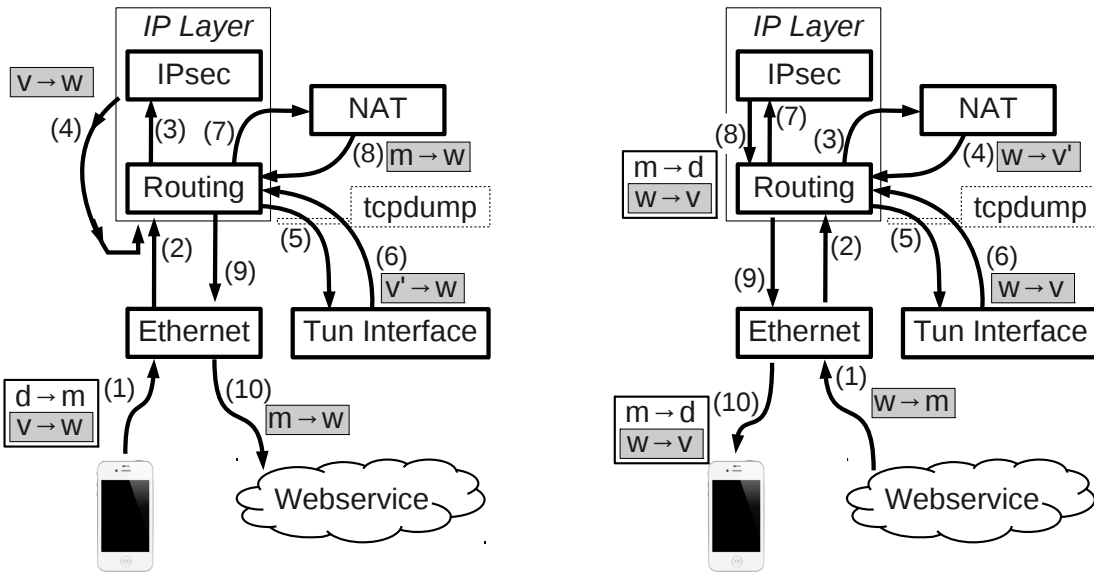 IP Layer
IPsec
v → w
NAT
(4)
(3)
(7)
(8)
m → w
Routing
tcpdump
(2)
(5)
(9)
(6)
v' → w
Ethernet
Tun Interface
(1)
(10)
d → m
v → w
m → w
Webservice
IP Layer
IPsec
NAT
(8)
(7)
(3)
(4)
w → v'
m → d
w → v
Routing
tcpdump
(2)
(5)
(9)
(6)
w → v
Ethernet
Tun Interface
(1)
(10)
w → m
m → d
w → v
Webservice